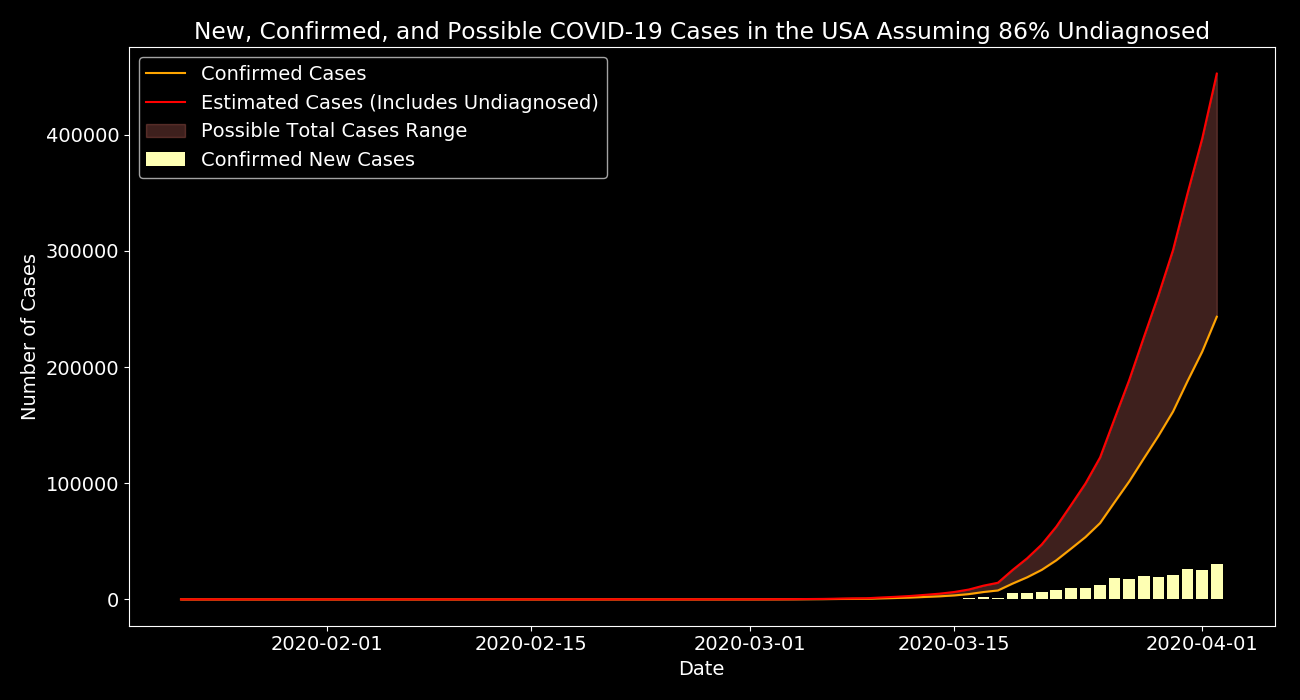 New, Confirmed, and Possible COVID-19 Cases in the USA Assuming 86% Undiagnosed
Confirmed Cases
Estimated Cases (Includes Undiagnosed)
Possible Total Cases Range
Confirmed New Cases
Number of Cases
400000
300000
200000
100000
0
2020-02-01 2020-02-15 2020-03-01 2020-03-15 2020-04-01
Date